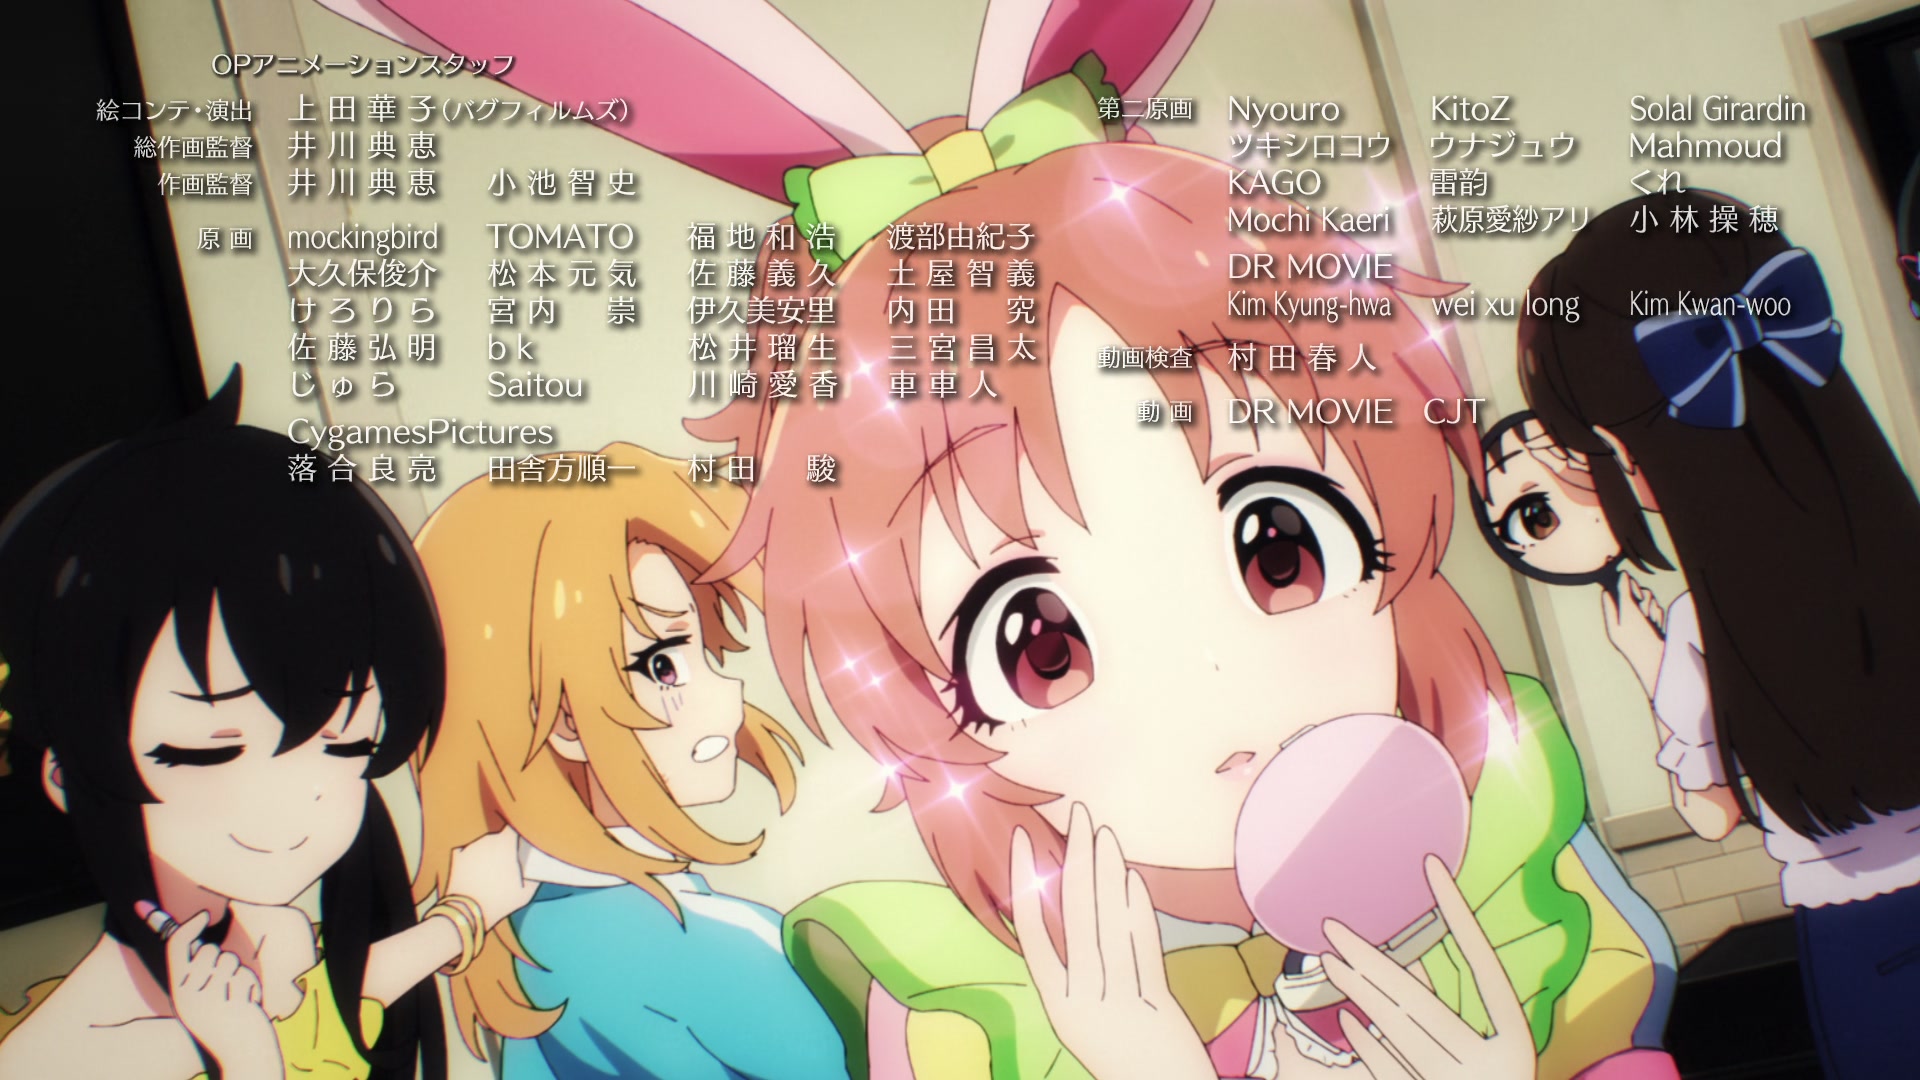 OPアニメーションスタッフ
絵コンテ・演出 上田華子(バグフィルムズ)
総作画監督 井川典恵
作画監督 井川典恵 小池智史
原画 mockingbird TOMATO 福地和浩 渡部由紀子
大久保俊介 松本元気 佐藤義久 土屋智義
けろりら 宮内崇 伊久美安里 内田究
佐藤弘明 bk 松井瑠生 三宮昌太
じゅら Saitou 川崎愛香 車車人
CygamesPictures
落合良亮 田舎方順一 村田駿
第二原画 Nyouro KitoZ Solal Girardin
ツキシロコウ ウナジュウ Mahmoud
KAGO 雷韵 くれ
Mochi Kaeri 萩原愛紗アリ 小林操穂
DR MOVIE
Kim Kyung-hwa wei xu long Kim Kwan-woo
動画検査 村田春人
動画 DR MOVIE CJT